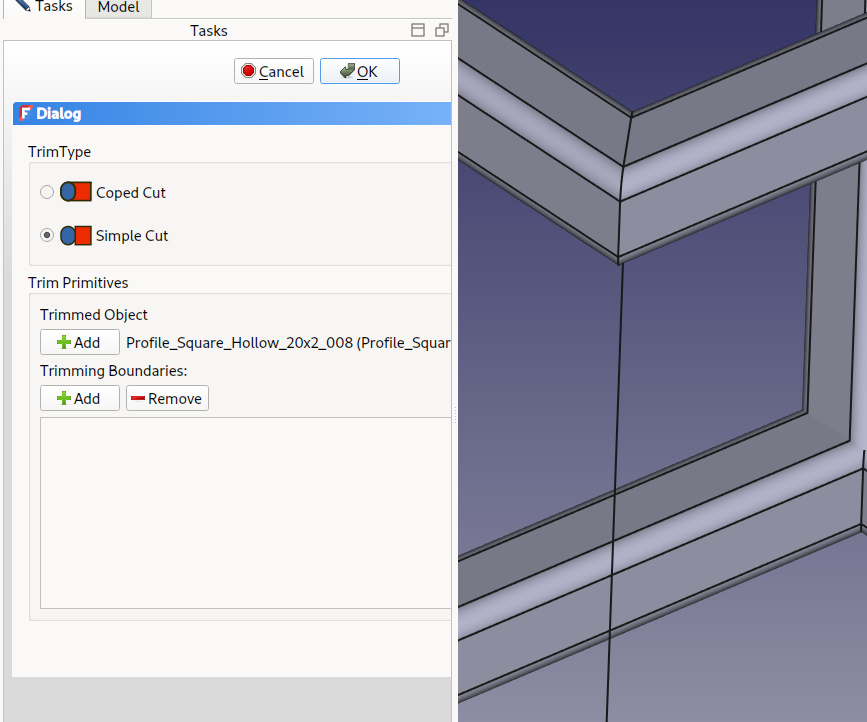 Tasks
Model
Tasks
Cancel
OK
Dialog
TrimType
Coped Cut
Simple Cut
Trim Primitives
Trimmed Object
Add
Profile_Square_Hollow_20x2_008 (Profile_Squar
Trimming Boundaries:
Add
Remove